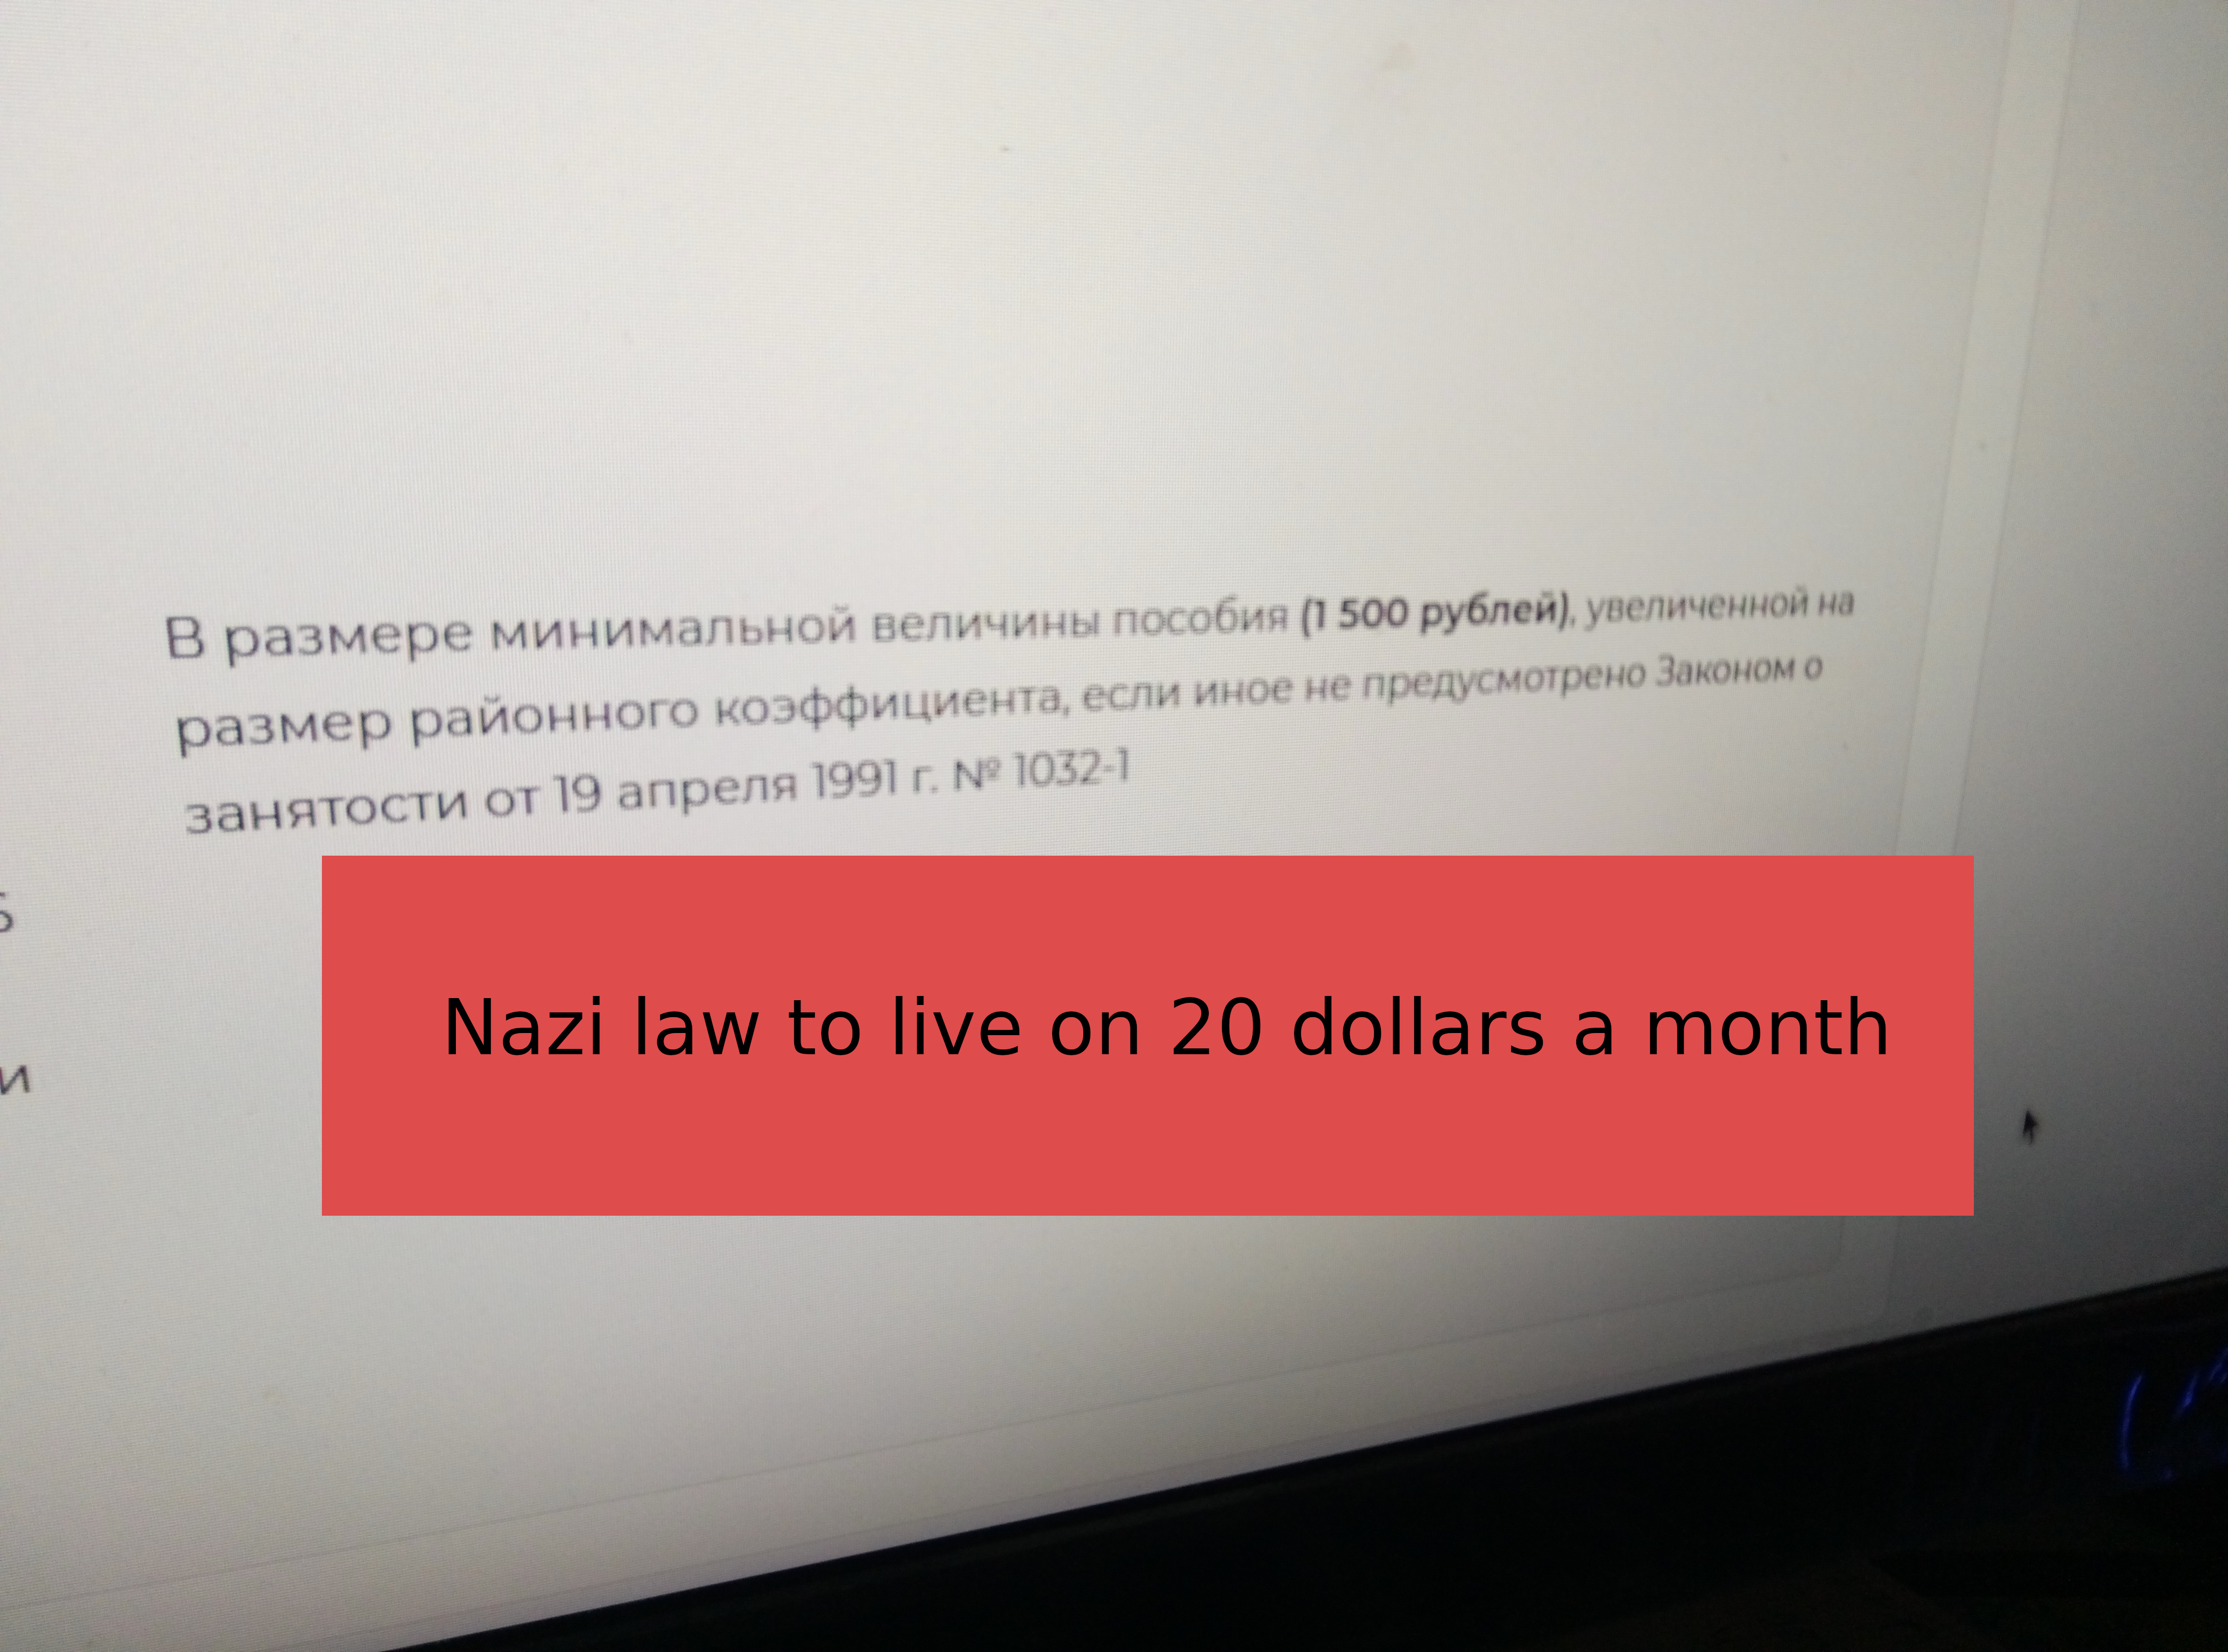 В размере минимальной величины пособия (1 500 рублей), увеличенной на
размер районного коэффициента, если иное не предусмотрено Законом о
занятости от 19 апреля 1991 г. № 1032-1
и
Nazi law to live on 20 dollars a month